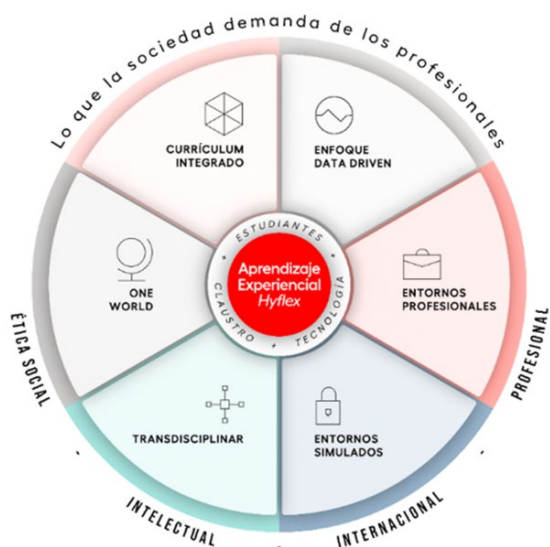 Lo que la sociedad demanda de los profesionales
CURRÍCULUM
INTEGRADO
ENFOQUE
DATA DRIVEN
ONE
WORLD
+ ESTUDIANTES +
CLAUSTRO + TECNOLOGÍA
Aprendizaje
Experiencial
Hyflex
ENTORNOS
PROFESIONALES
TRANSDISCIPLINAR
ENTORNOS
SIMULADOS
ÉTICA SOCIAL - INTELECTUAL - INTERNACIONAL - PROFESIONAL